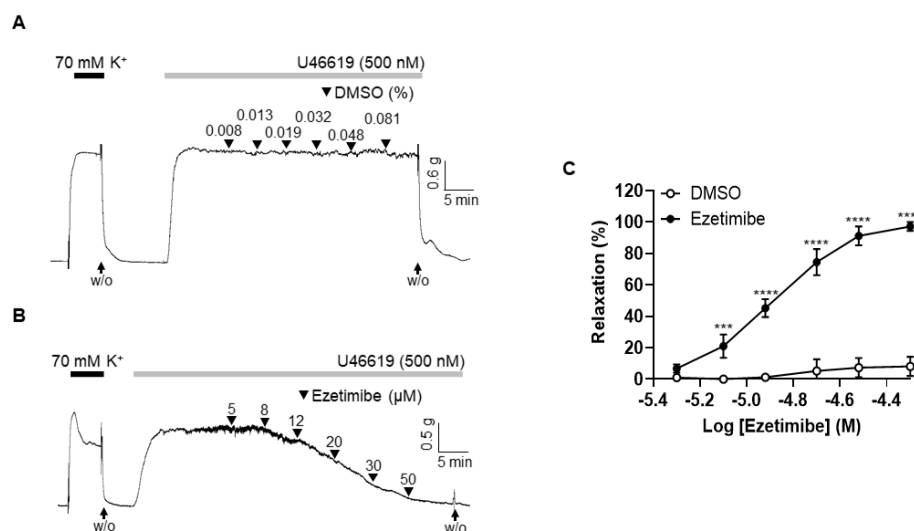 A
70 mM K⁺
U46619 (500 nM)
▼ DMSO (%)
0.008
0.013
0.019
0.032
0.048
0.081
0.6 g
5 min
w/o
w/o
B
70 mM K⁺
U46619 (500 nM)
▼ Ezetimibe (μM)
5
8
12
20
30
50
0.5 g
5 min
w/o
w/o
C
DMSO
Ezetimibe
Relaxation (%)
120
100
80
60
40
20
0
***
****
****
****
***
-5.4
-5.2
-5.0
-4.8
-4.6
-4.4
Log [Ezetimibe] (M)